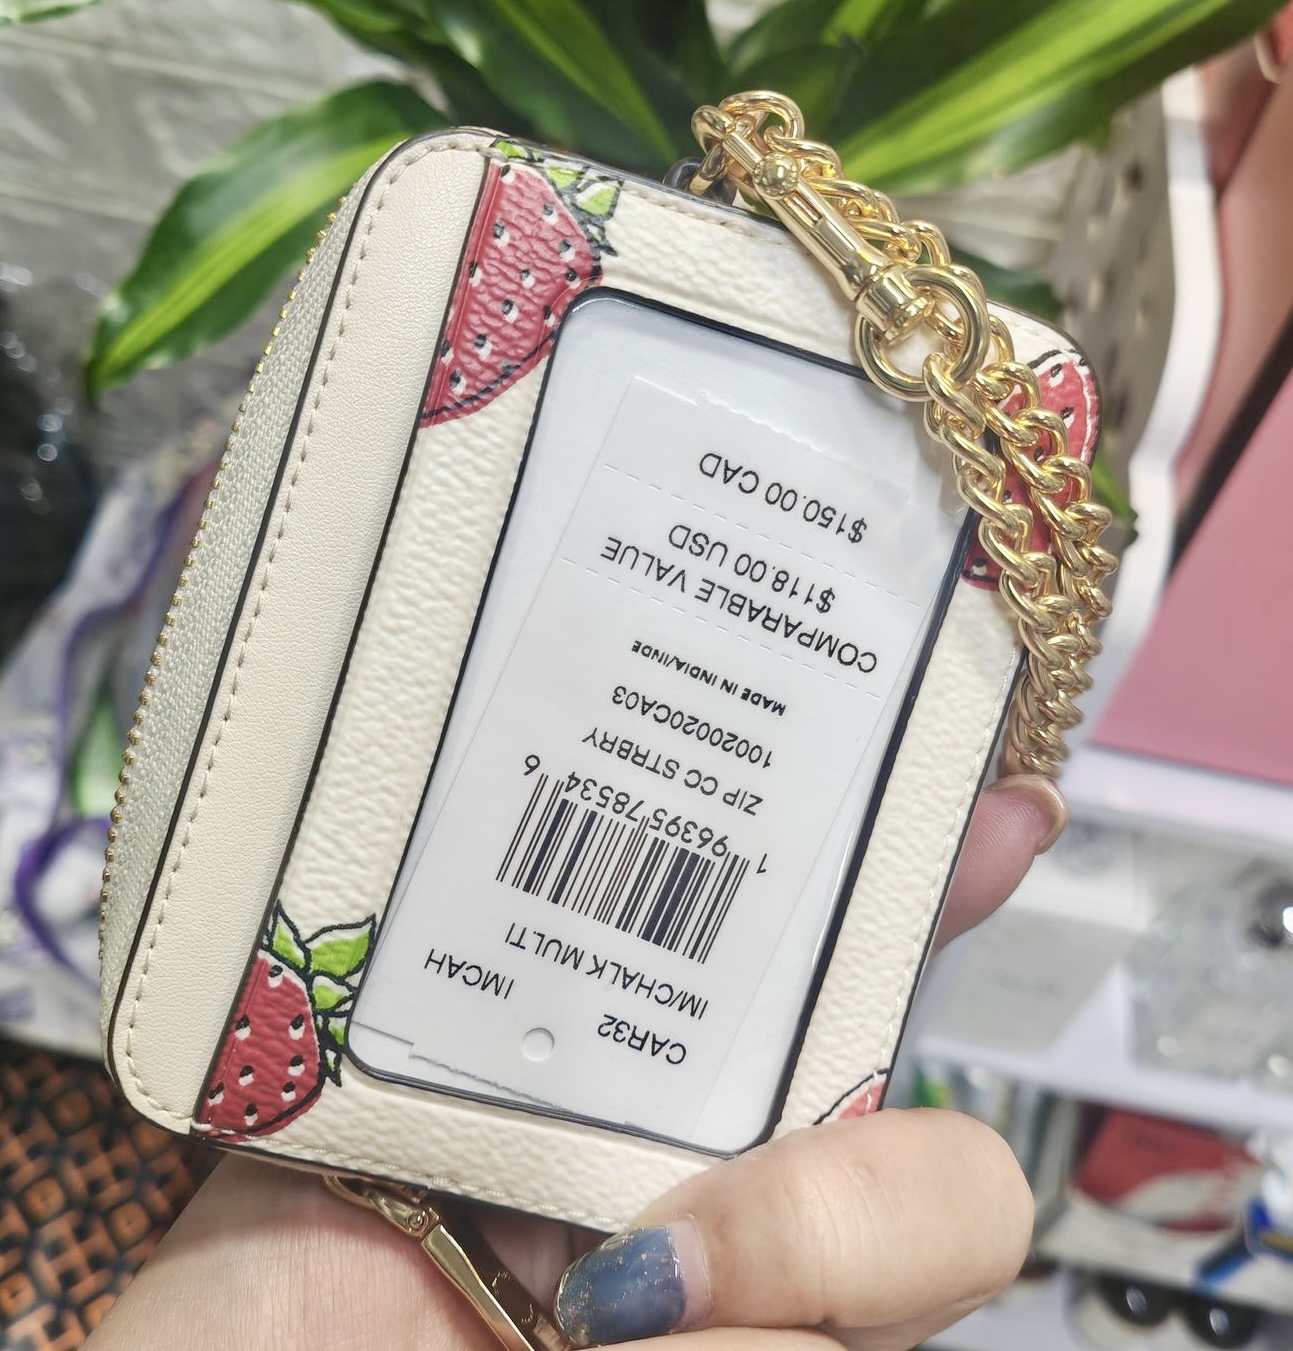 CAR32 IMCAH
IM/CHALK MULTI
1 96395 78534 6
ZIP CC STRBRY
10020020CA03
MADE IN INDIA/INDE
COMPARABLE VALUE
$118.00 USD
$150.00 CAD